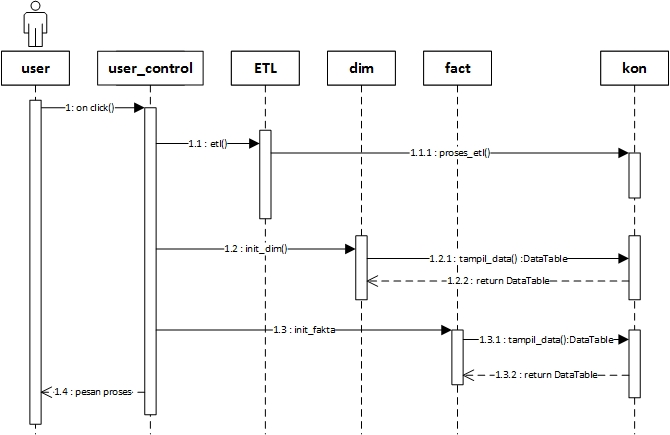 user
user_control
ETL
dim
fact
kon
1: on click()
1.1 : etl()
1.1.1 : proses_etl()
1.2 : init_dim()
1.2.1 : tampil_data() :DataTable
1.2.2 : return DataTable
1.3 : init_fakta
1.3.1 : tampil_data():DataTable
1.3.2 : return DataTable
1.4 : pesan proses